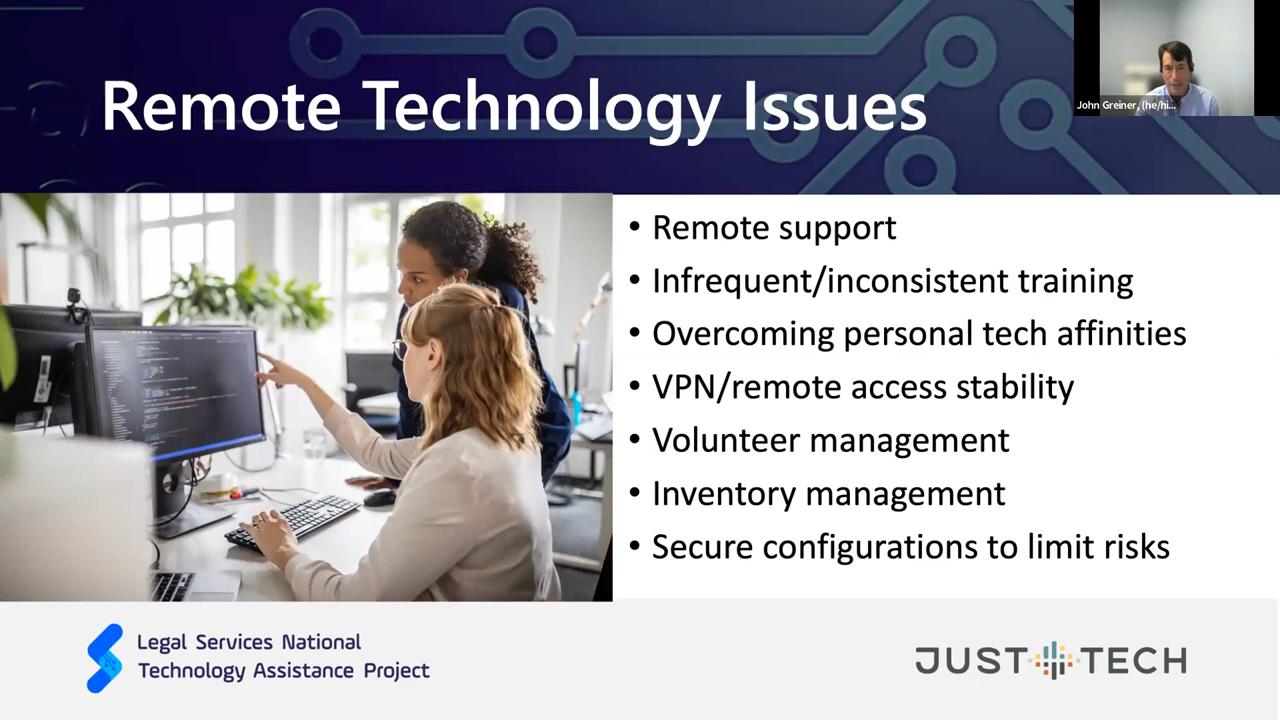 Remote Technology Issues
John Greiner, (he/hi...
• Remote support
• Infrequent/inconsistent training
• Overcoming personal tech affinities
• VPN/remote access stability
• Volunteer management
• Inventory management
• Secure configurations to limit risks
Legal Services National
Technology Assistance Project
JUST TECH